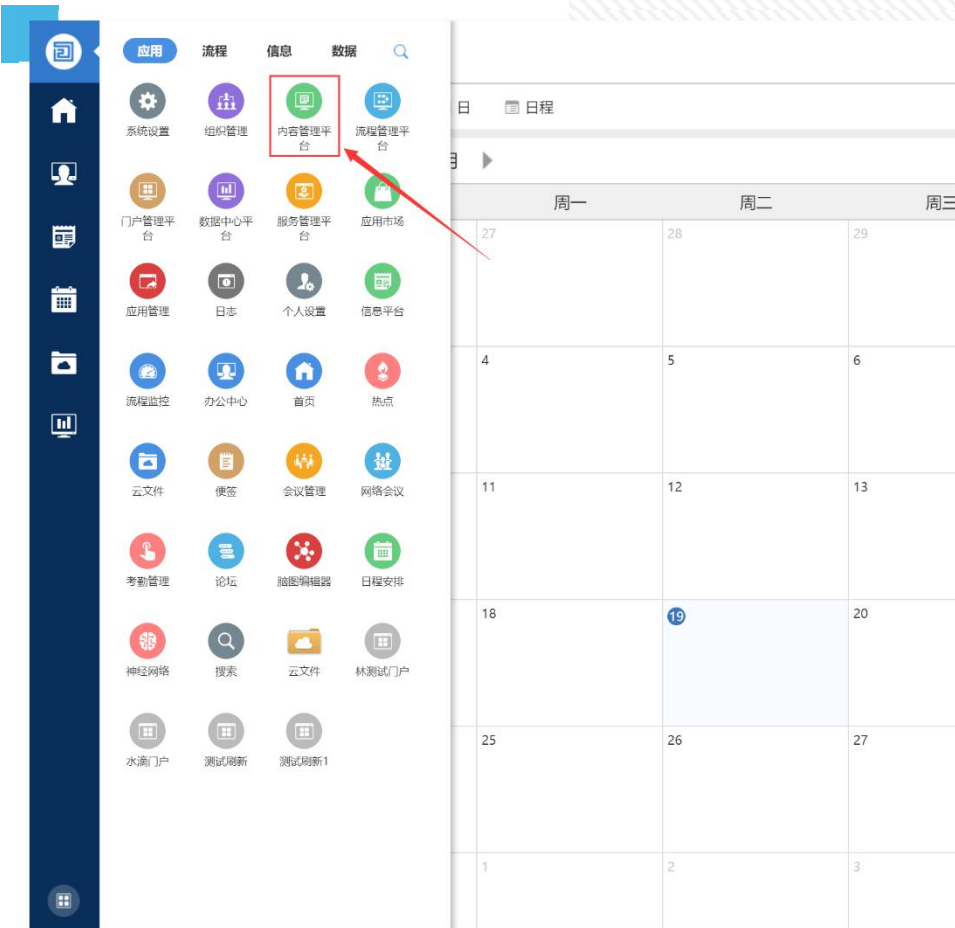 应用 流程 信息 数据
系统设置 组织管理 内容管理平台 流程管理平台
门户管理平台 数据中心平台 服务管理平台 应用市场
应用管理 日志 个人设置 信息平台
流程监控 办公中心 首页 热点
云文件 便签 会议管理 网络会议
考勤管理 论坛 脑图编辑器 日程安排
神经网络 搜索 云文件 林测试门户
水滴门户 测试刷新 测试刷新1
日 日程
周一 周二 周三
27 28 29
4 5 6
11 12 13
18 19 20
25 26 27
1 2 3